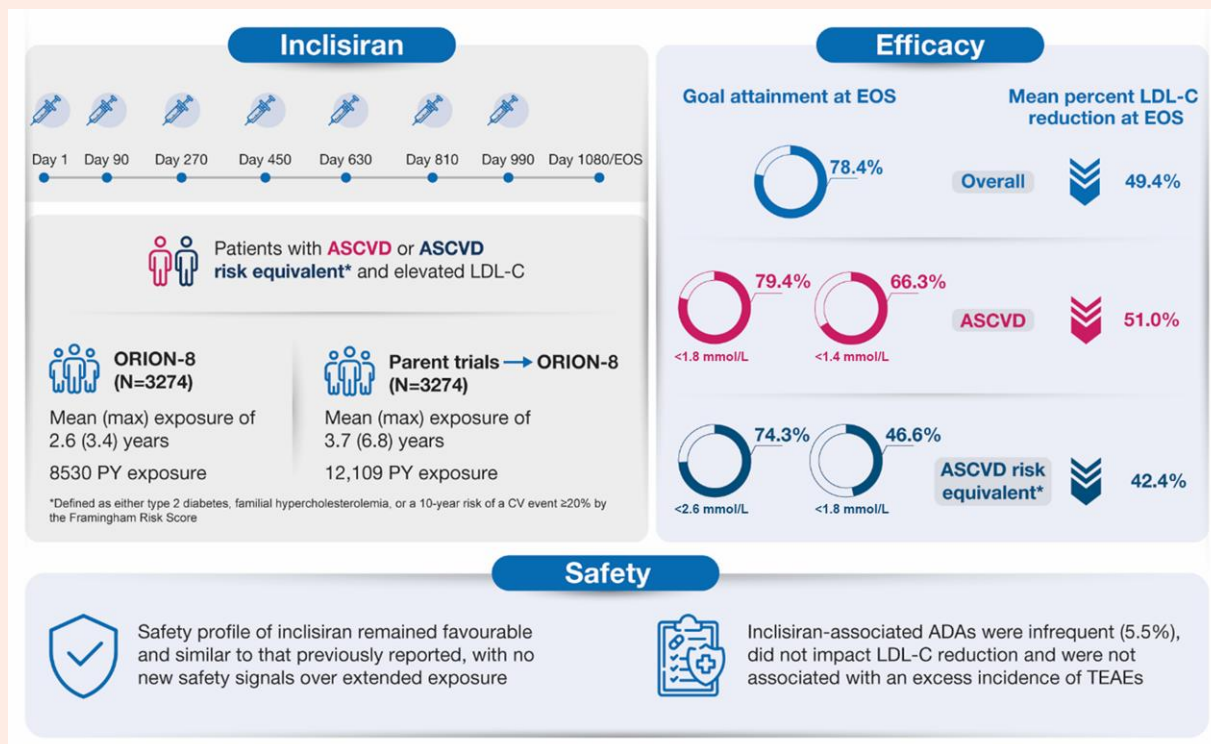 Inclisiran
Day 1 Day 90 Day 270 Day 450 Day 630 Day 810 Day 990 Day 1080/EOS
Patients with ASCVD or ASCVD
risk equivalent* and elevated LDL-C
ORION-8
(N=3274)
Mean (max) exposure of
2.6 (3.4) years
8530 PY exposure
Parent trials → ORION-8
(N=3274)
Mean (max) exposure of
3.7 (6.8) years
12,109 PY exposure
*Defined as either type 2 diabetes, familial hypercholesterolemia, or a 10-year risk of a CV event ≥20% by
the Framingham Risk Score
Efficacy
Goal attainment at EOS
Mean percent LDL-C
reduction at EOS
78.4%
Overall
49.4%
79.4%
<1.8 mmol/L
66.3%
<1.4 mmol/L
ASCVD
51.0%
74.3%
<2.6 mmol/L
46.6%
<1.8 mmol/L
ASCVD risk
equivalent*
42.4%
Safety
Safety profile of inclisiran remained favourable
and similar to that previously reported, with no
new safety signals over extended exposure
Inclisiran-associated ADAs were infrequent (5.5%),
did not impact LDL-C reduction and were not
associated with an excess incidence of TEAEs